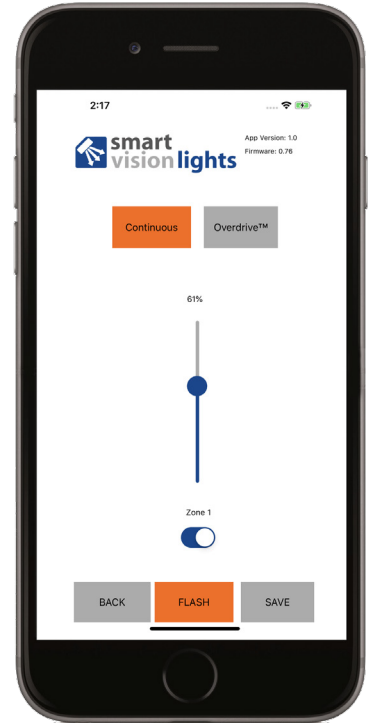 2:17
smart
vision lights
App Version: 1.0
Firmware: 0.76
Continuous
Overdrive™
61%
Zone 1
BACK
FLASH
SAVE